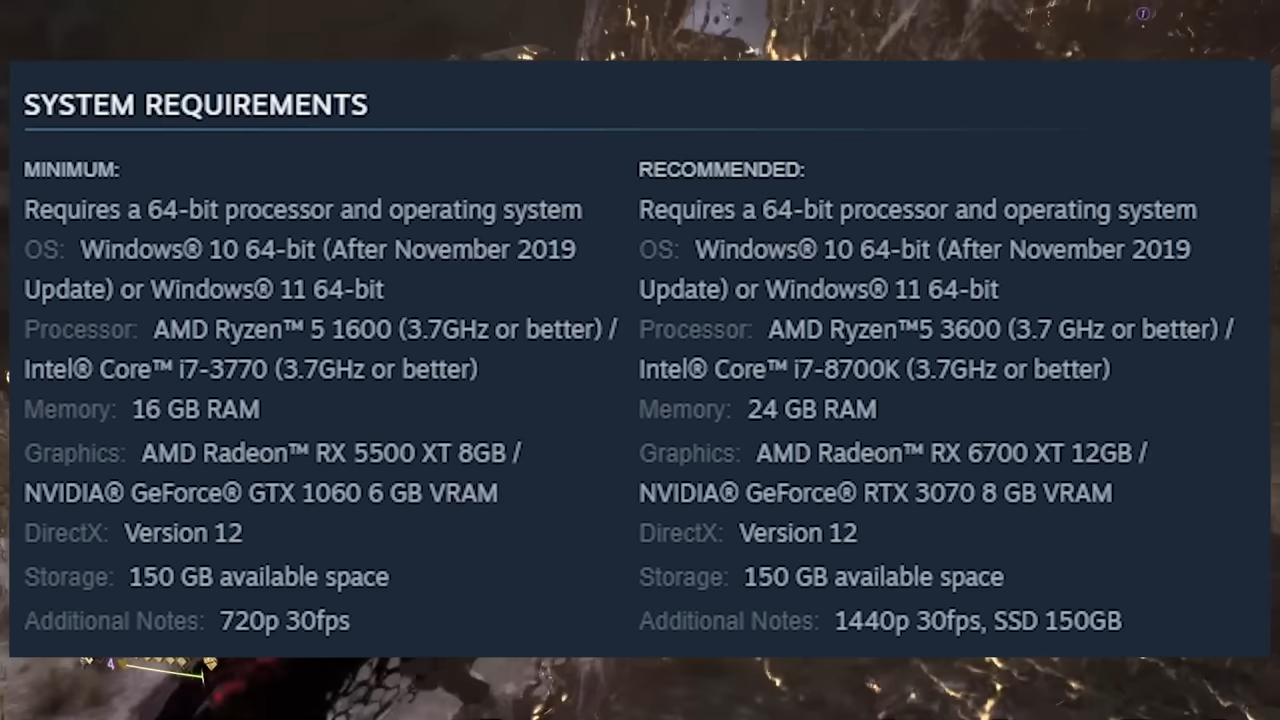 SYSTEM REQUIREMENTS
MINIMUM:
Requires a 64-bit processor and operating system
OS: Windows® 10 64-bit (After November 2019
Update) or Windows® 11 64-bit
Processor: AMD Ryzen™ 5 1600 (3.7GHz or better) /
Intel® Core™ i7-3770 (3.7GHz or better)
Memory: 16 GB RAM
Graphics: AMD Radeon™ RX 5500 XT 8GB /
NVIDIA® GeForce® GTX 1060 6 GB VRAM
DirectX: Version 12
Storage: 150 GB available space
Additional Notes: 720p 30fps
RECOMMENDED:
Requires a 64-bit processor and operating system
OS: Windows® 10 64-bit (After November 2019
Update) or Windows® 11 64-bit
Processor: AMD Ryzen™5 3600 (3.7 GHz or better) /
Intel® Core™ i7-8700K (3.7GHz or better)
Memory: 24 GB RAM
Graphics: AMD Radeon™ RX 6700 XT 12GB /
NVIDIA® GeForce® RTX 3070 8 GB VRAM
DirectX: Version 12
Storage: 150 GB available space
Additional Notes: 1440p 30fps, SSD 150GB
4